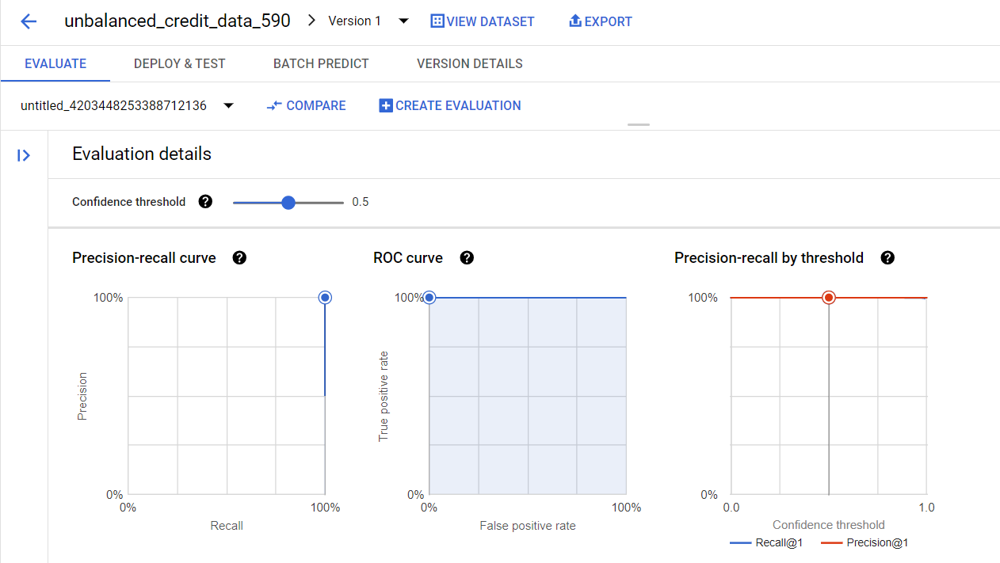 unbalanced_credit_data_590 Version 1 VIEW DATASET EXPORT
EVALUATE DEPLOY & TEST BATCH PREDICT VERSION DETAILS
untitled_4203448253388712136 COMPARE CREATE EVALUATION
Evaluation details
Confidence threshold ? 0.5
Precision-recall curve ?
100%
Precision
0%
0% 100%
Recall
ROC curve ?
100%
True positive rate
0%
0% 100%
False positive rate
Precision-recall by threshold ?
100%
0%
0.0 1.0
Confidence threshold
Recall@1 Precision@1